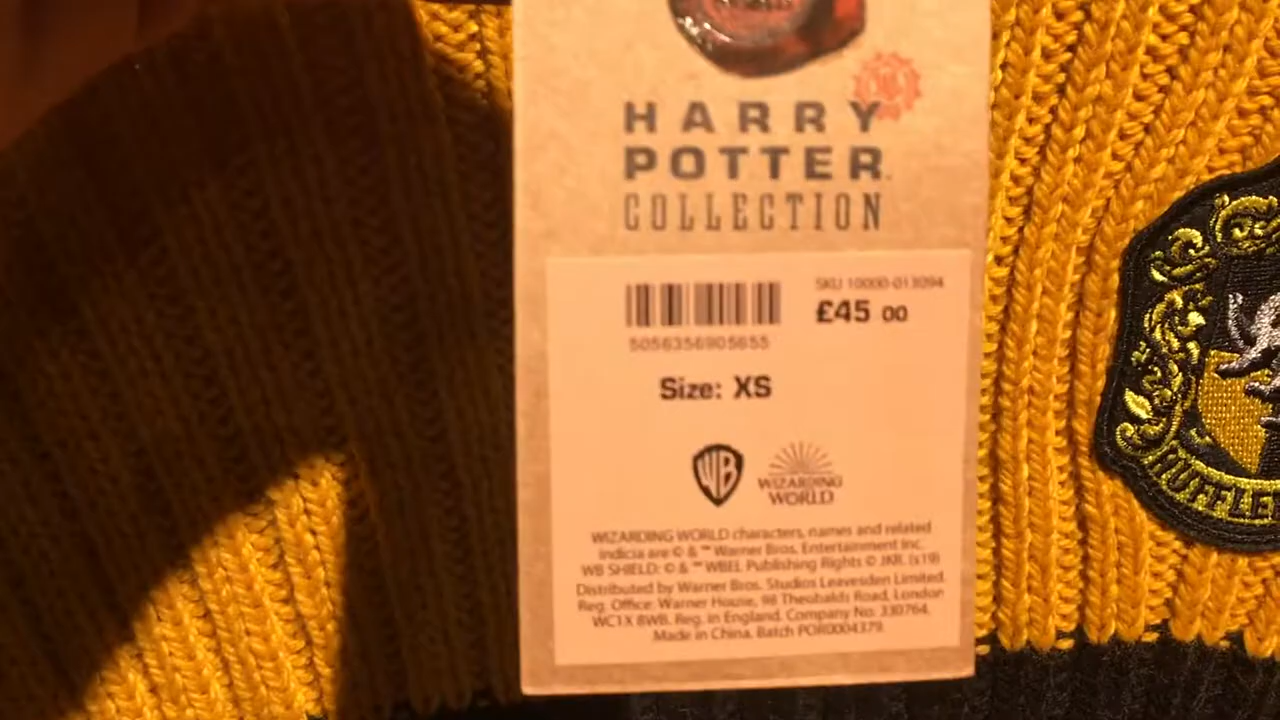 HARRY
POTTER
COLLECTION
SKU 10000-013094
£45 00
5056356905655
Size: XS
WB
WIZARDING
WORLD
WIZARDING WORLD characters, names and related
indicia are © & ™ Warner Bros. Entertainment Inc.
WB SHIELD: © & ™ WBEI. Publishing Rights © JKR. (s19)
Distributed by Warner Bros. Studios Leavesden Limited.
Reg. Office: Warner House, 98 Theobalds Road, London
WC1X 8WB. Reg. in England. Company No. 330764.
Made in China. Batch POR0004379.
HUFFLE